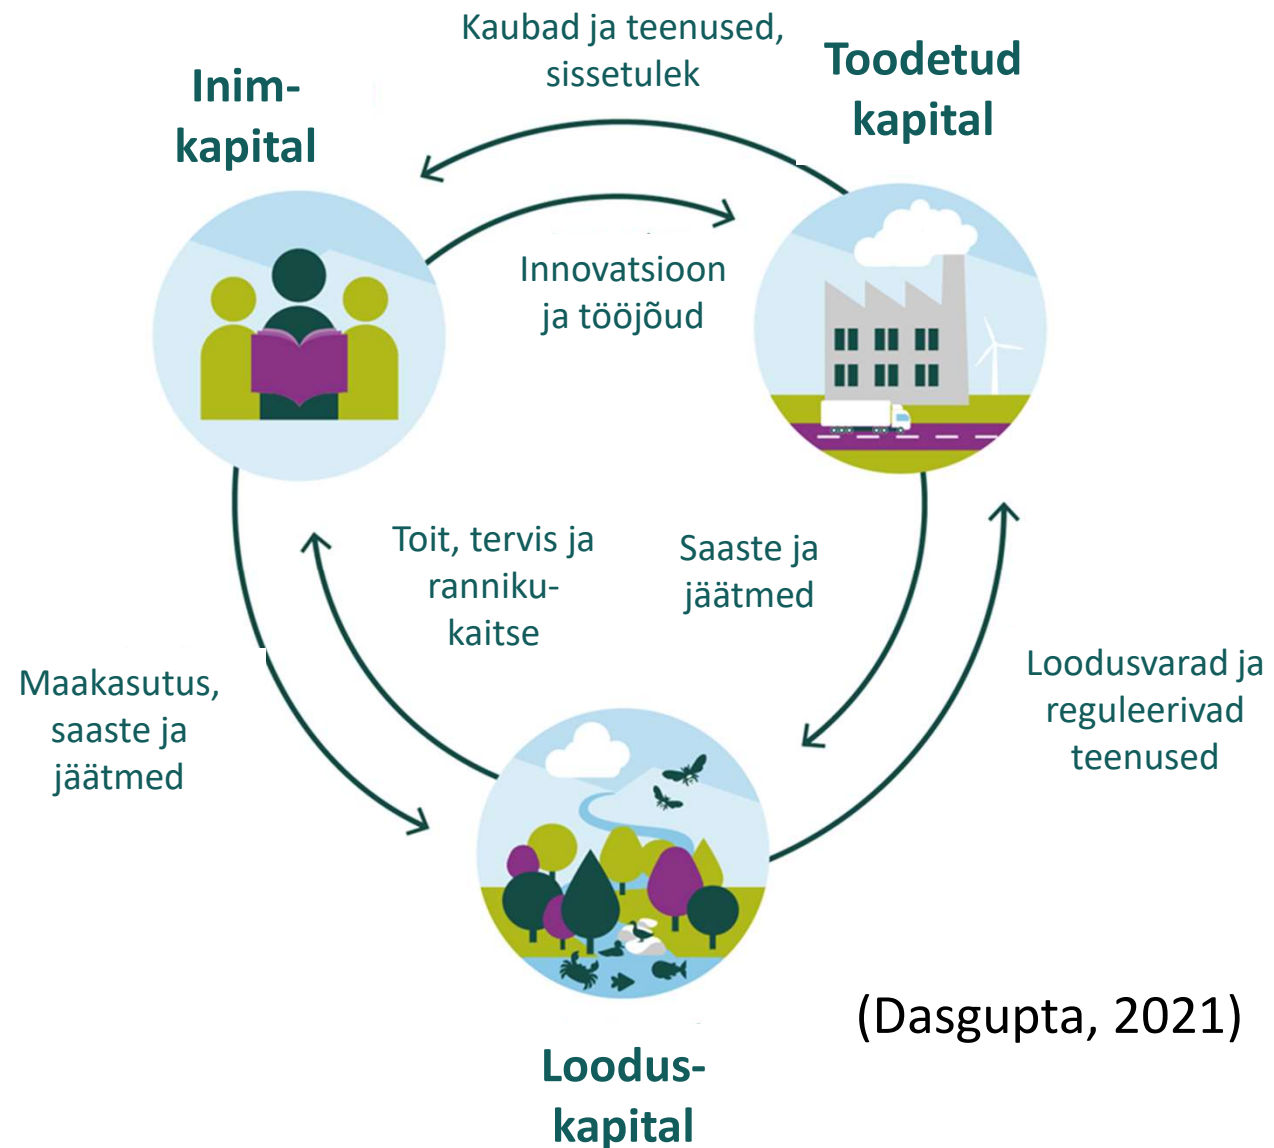 Kaubad ja teenused,
sissetulek
Toodetud
kapital
Inim-
kapital
Innovatsioon
ja tööjõud
Toit, tervis ja
ranniku-
kaitse
Saaste ja
jäätmed
Maakasutus,
saaste ja
jäätmed
Loodusvarad ja
reguleerivad
teenused
(Dasgupta, 2021)
Loodus-
kapital